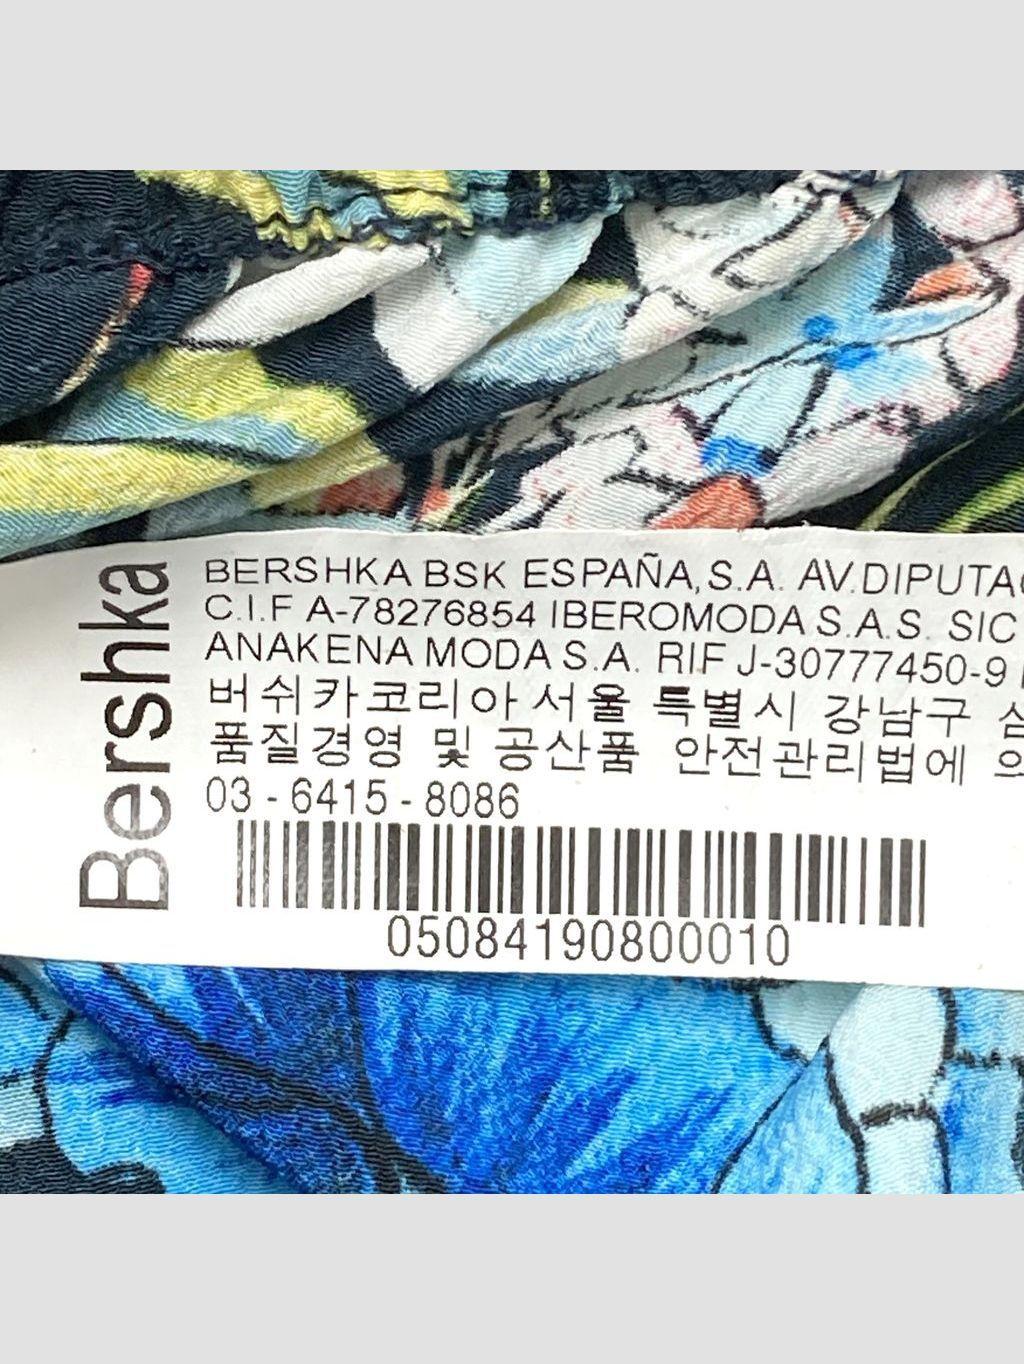 Bershka
BERSHKA BSK ESPAÑA, S.A. AV.DIPUTA
C.I.F A-78276854 IBEROMODA S.A.S. SIC
ANAKENA MODA S.A. RIF J-30777450-9
버쉬카코리아서울 특별시 강남구
품질경영 및 공산품 안전관리법에
03 - 6415 - 8086
05084190800010